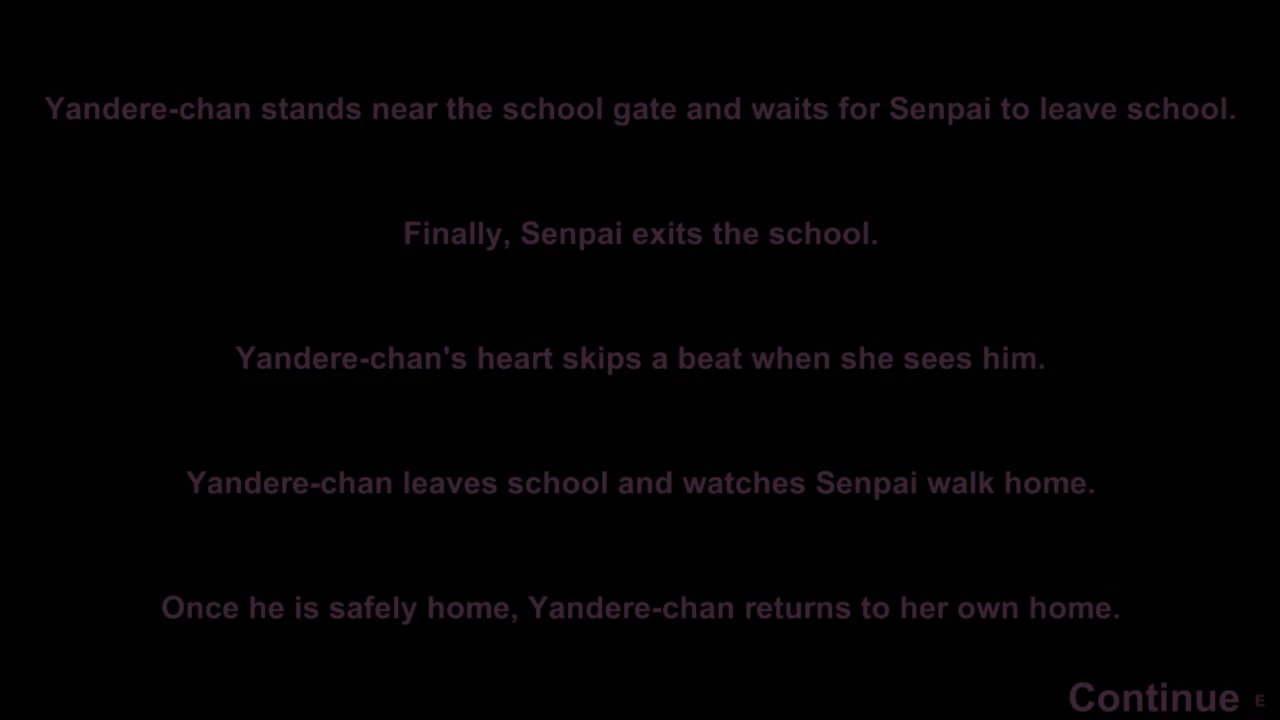 Yandere-chan stands near the school gate and waits for Senpai to leave school.
Finally, Senpai exits the school.
Yandere-chan's heart skips a beat when she sees him.
Yandere-chan leaves school and watches Senpai walk home.
Once he is safely home, Yandere-chan returns to her own home.
Continue E